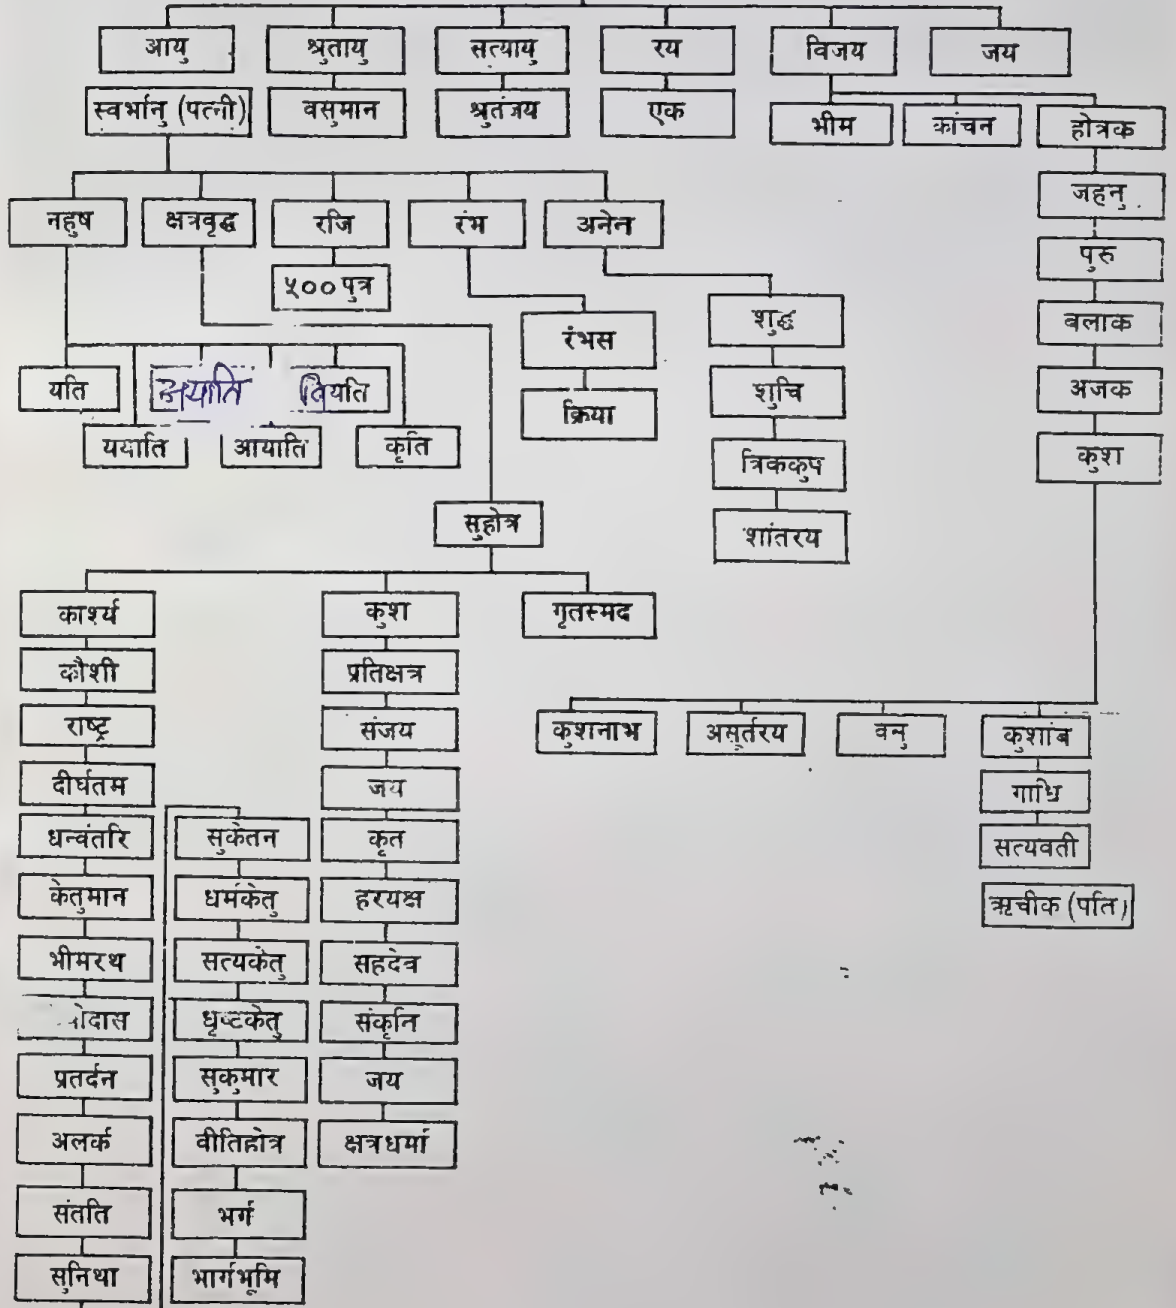 आयु श्रुतायु सत्यायु रय विजय जय
स्वर्भानु (पत्नी) वसुमान श्रुतंजय एक भीम कांचन होत्रक
जहनु
नहुष क्षत्रवृद्ध रजि रंभ अनेन
पुरु
५०० पुत्र
शुद्ध बलाक
रंभस
यति अयाति वियति शुचि अजक
क्रिया
ययाति आयाति कृति त्रिककुप कुश
सुहोत्र शांतरय
कार्श्य कुश गृतस्मद
कौशी प्रतिक्षत्र
राष्ट्र संजय कुशनाभ असूर्तरय वनु कुशांब
दीर्घतम जय गाधि
धन्वंतरि सुकेतन कृत सत्यवती
केतुमान धर्मकेतु हरयक्ष ऋचीक (पति)
भीमरथ सत्यकेतु सहदेव
ोदास धृष्टकेतु संकृति
प्रतर्दन सुकुमार जय
अलर्क वीतिहोत्र क्षत्रधर्मा
संतति भर्ग
सुनिथा भार्गभूमि